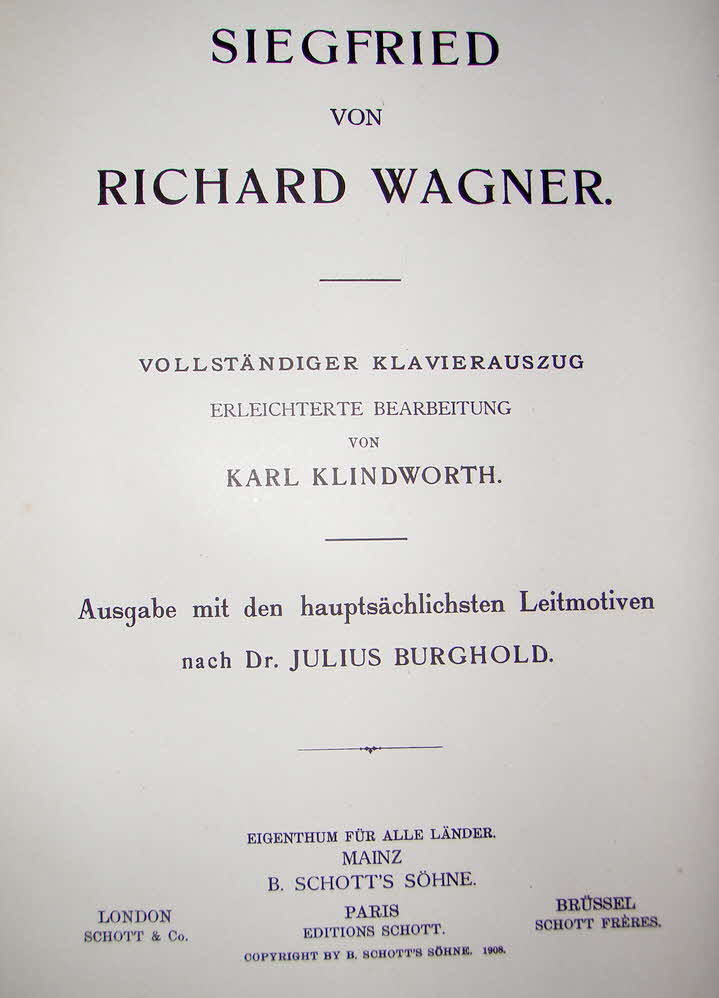 SIEGFRIED
VON
RICHARD WAGNER.
VOLLSTÄNDIGER KLAVIERAUSZUG
ERLEICHTERTE BEARBEITUNG
VON
KARL KLINDWORTH.
Ausgabe mit den hauptsächlichsten Leitmotiven
nach Dr. JULIUS BURGHOLD.
EIGENTHUM FÜR ALLE LÄNDER.
MAINZ
B. SCHOTT'S SÖHNE.
LONDON
SCHOTT & Co.
PARIS
EDITIONS SCHOTT.
BRÜSSEL
SCHOTT FRÈRES.
COPYRIGHT BY B. SCHOTT'S SÖHNE. 1908.